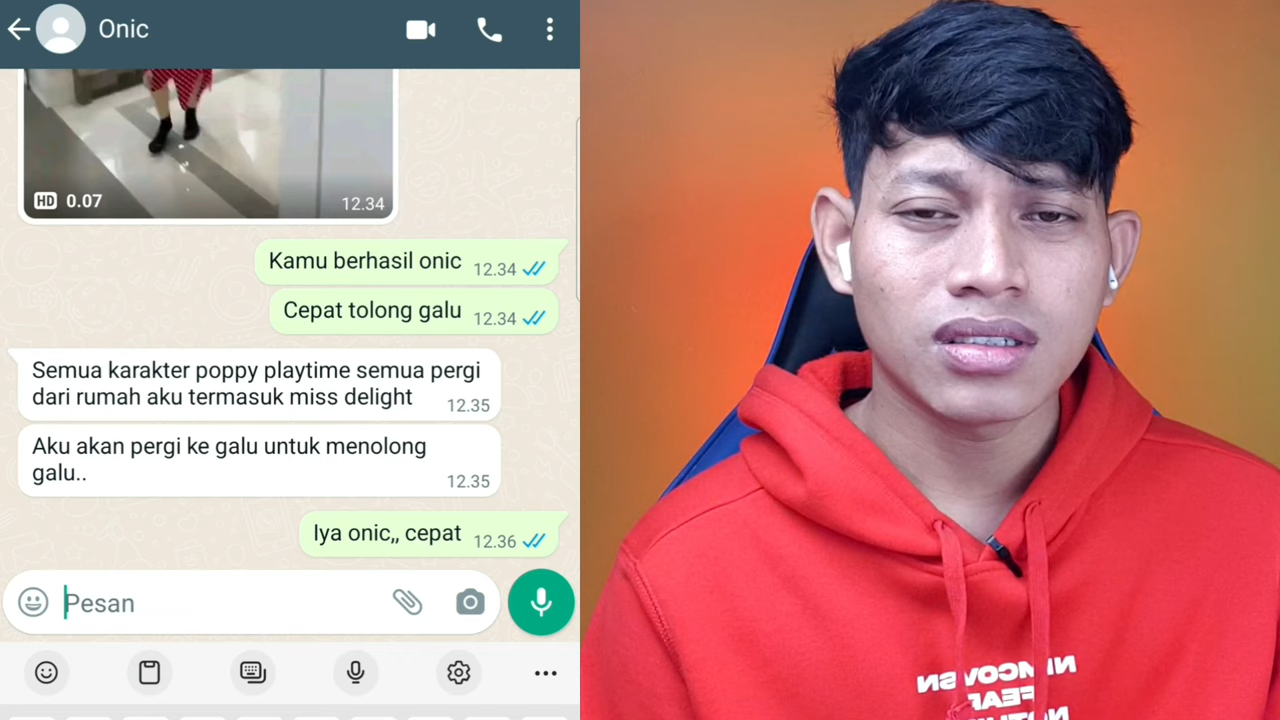 Onic
HD 0.07 12.34
Kamu berhasil onic 12.34
Cepat tolong galu 12.34
Semua karakter poppy playtime semua pergi
dari rumah aku termasuk miss delight 12.35
Aku akan pergi ke galu untuk menolong
galu.. 12.35
Iya onic,, cepat 12.36
Pesan
FEAR